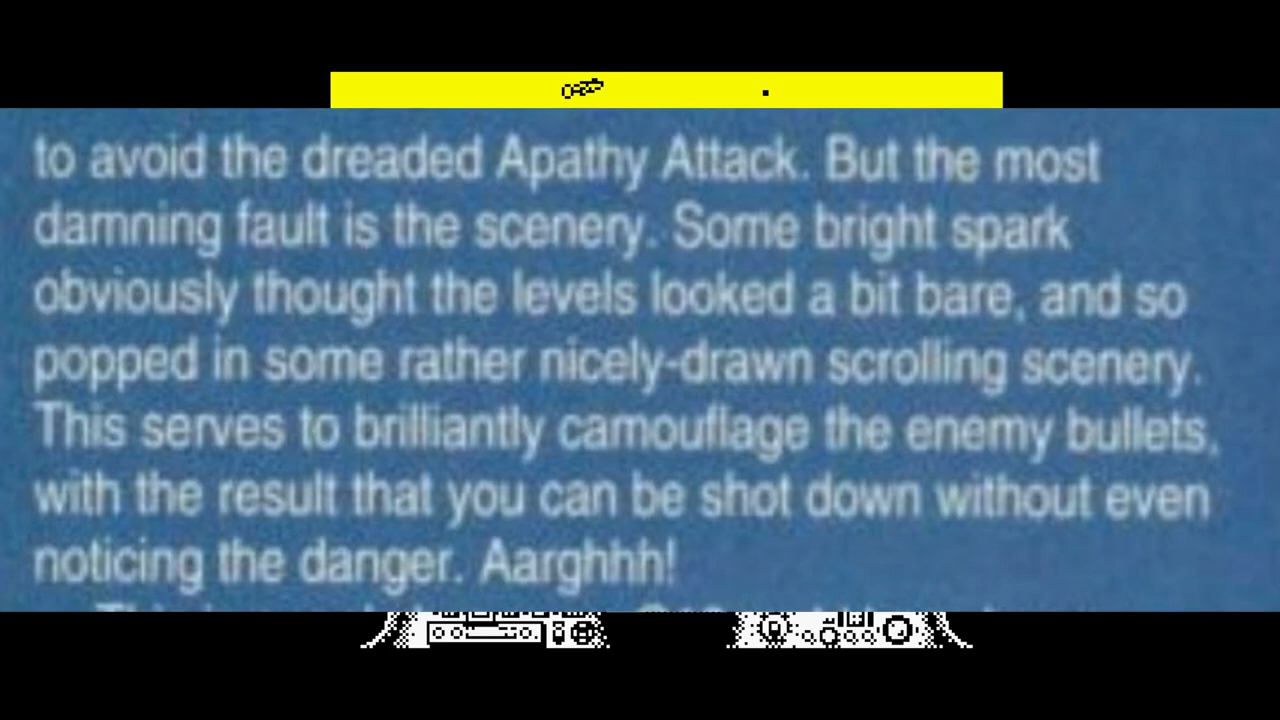 to avoid the dreaded Apathy Attack. But the most
damning fault is the scenery. Some bright spark
obviously thought the levels looked a bit bare, and so
popped in some rather nicely-drawn scrolling scenery.
This serves to brilliantly camouflage the enemy bullets,
with the result that you can be shot down without even
noticing the danger. Aarghhh!